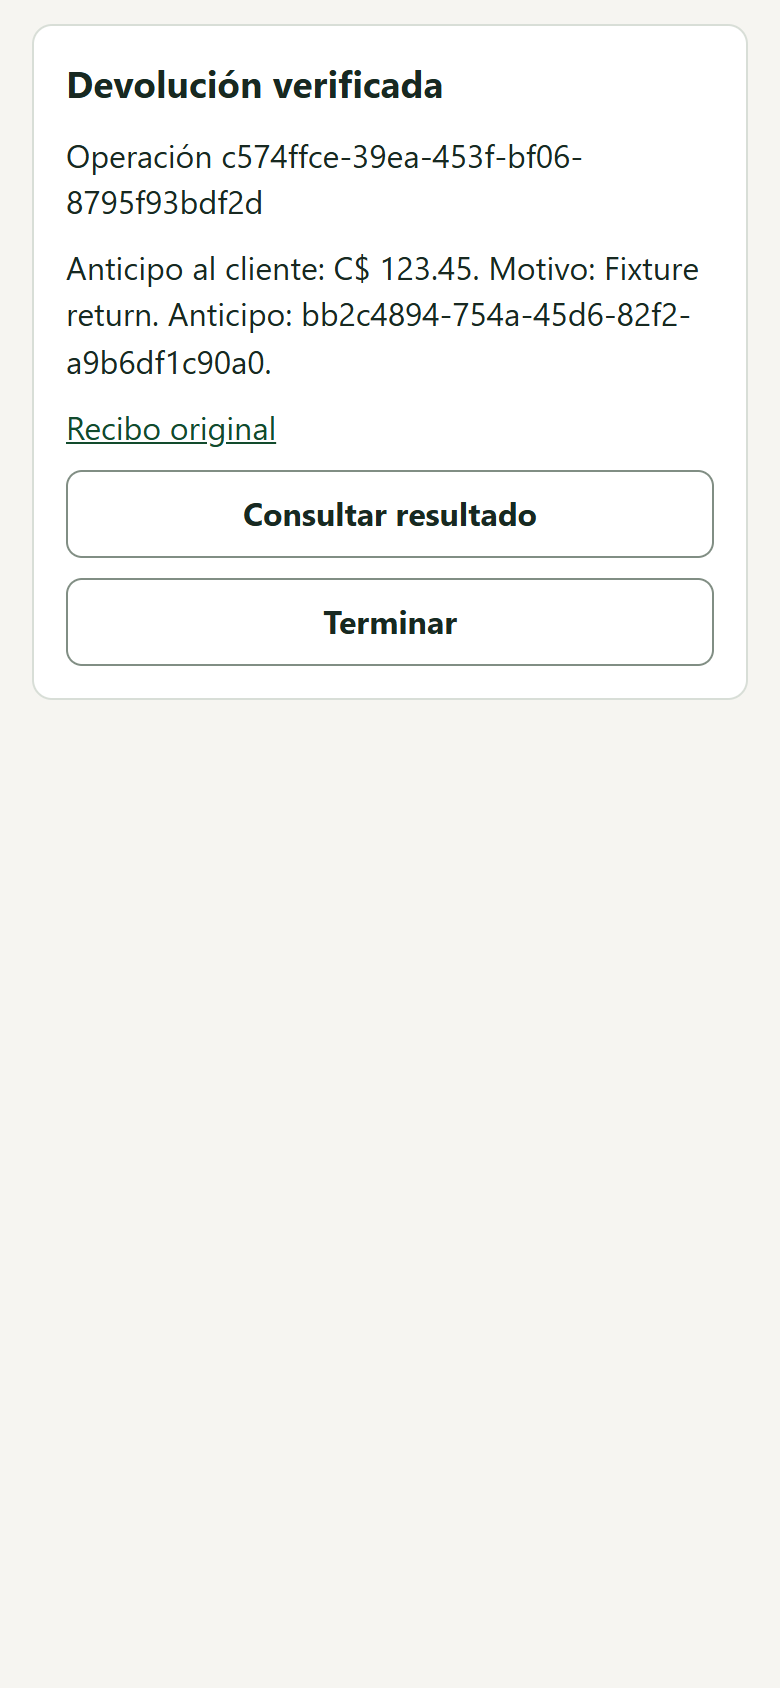 Devolución verificada
Operación c574ffce-39ea-453f-bf06-
8795f93bdf2d
Anticipo al cliente: C$ 123.45. Motivo: Fixture
return. Anticipo: bb2c4894-754a-45d6-82f2-
a9b6df1c90a0.
Recibo original
Consultar resultado
Terminar